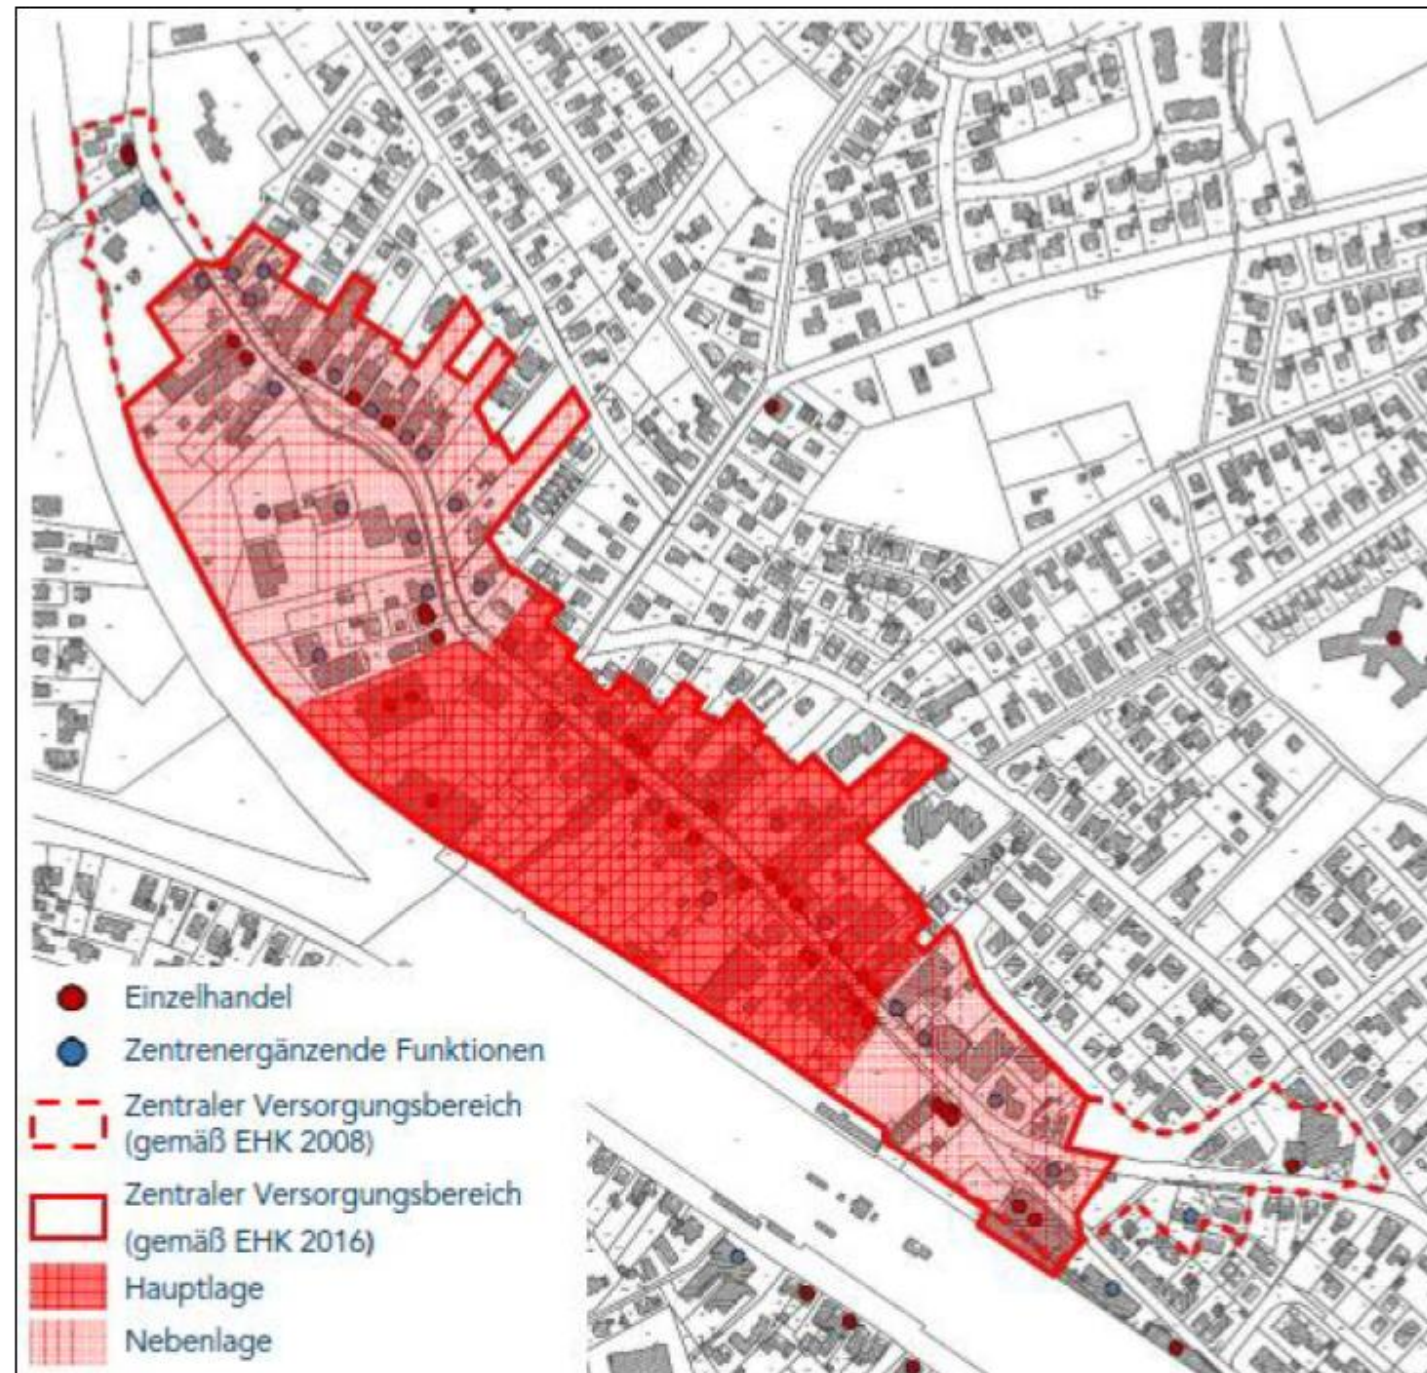 Einzelhandel
Zentrenergänzende Funktionen
Zentraler Versorgungsbereich
(gemäß EHK 2008)
Zentraler Versorgungsbereich
(gemäß EHK 2016)
Hauptlage
Nebenlage